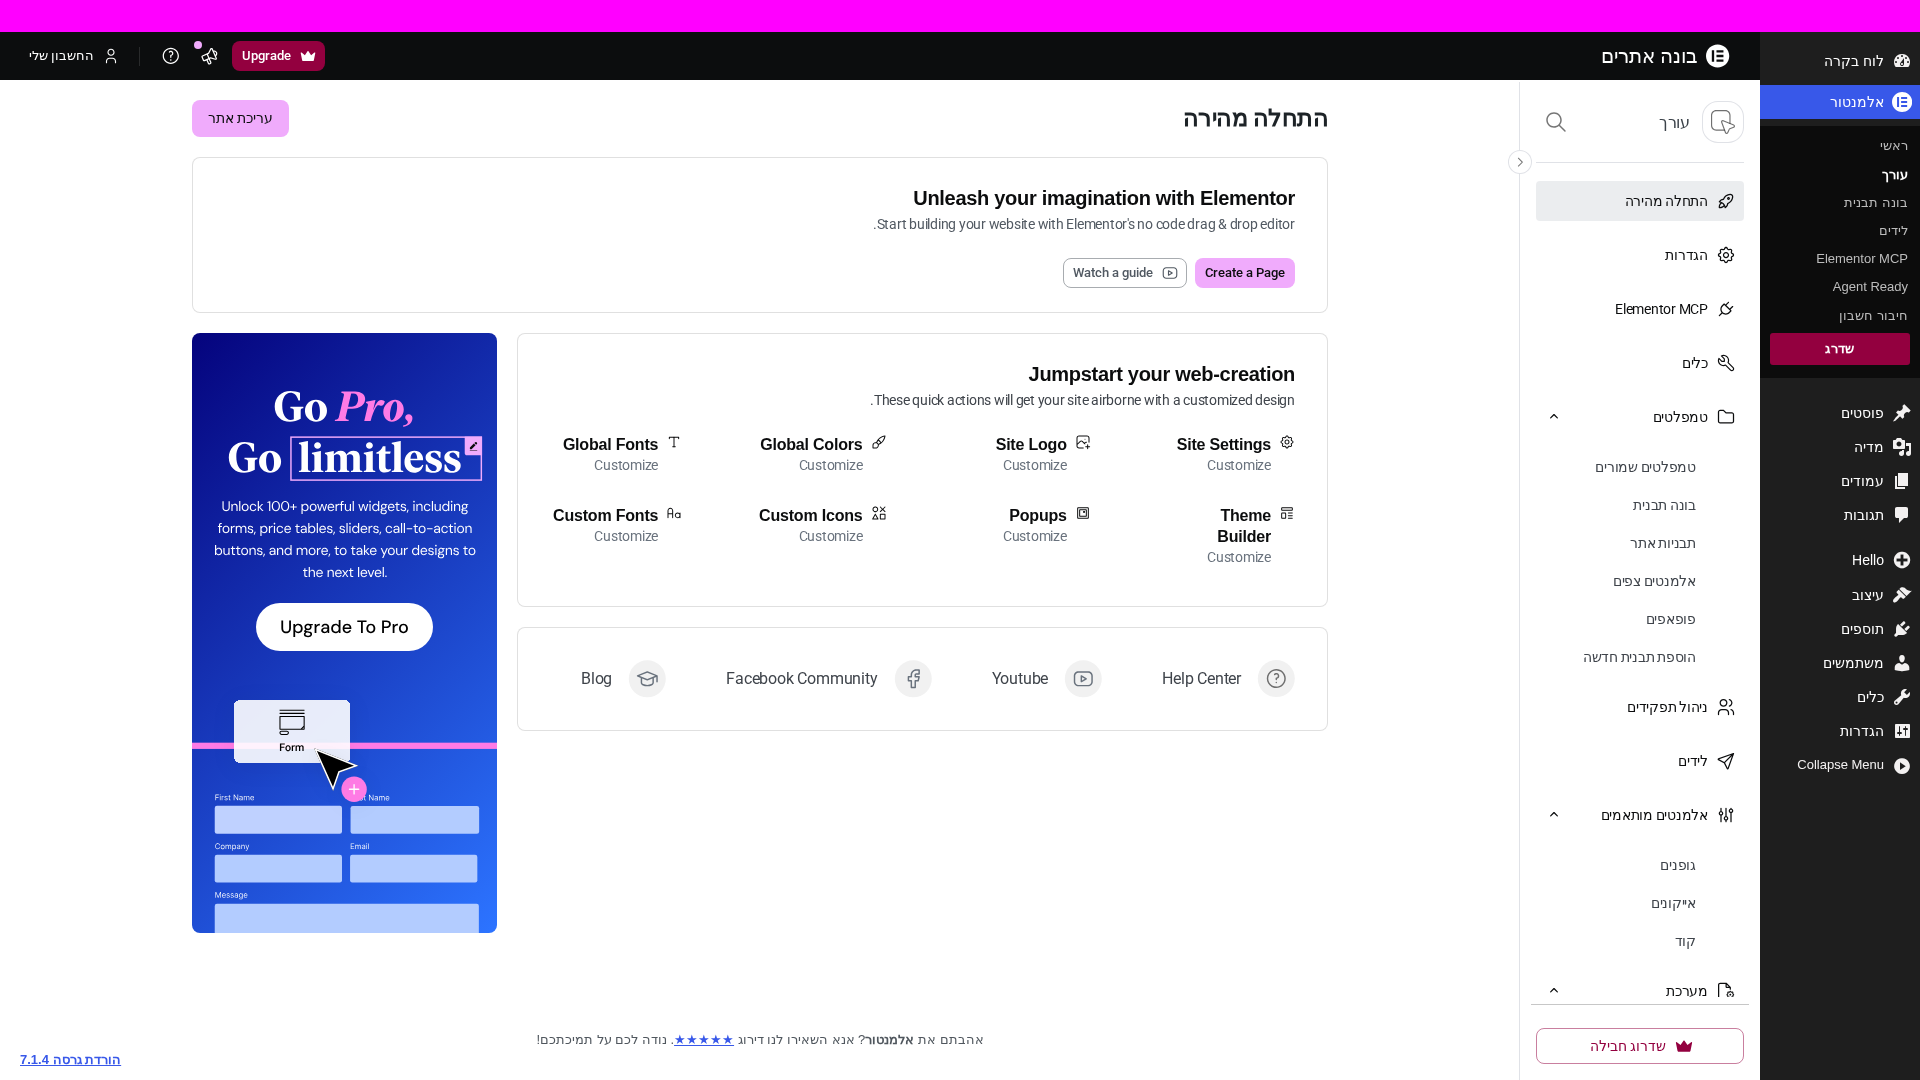 לוח בקרה
אלמנטור
ראשי
עורך
בונה תבנית
לידים
Elementor MCP
Agent Ready
חיבור חשבון
שדרג
פוסטים
מדיה
עמודים
תגובות
Hello
עיצוב
תוספים
משתמשים
כלים
הגדרות
Collapse Menu
בונה אתרים
Upgrade
החשבון שלי
עורך
התחלה מהירה
הגדרות
Elementor MCP
כלים
טמפלטים
טמפלטים שמורים
בונה תבנית
תבניות אתר
אלמנטים צפים
פופאפים
הוספת תבנית חדשה
ניהול תפקידים
לידים
אלמנטים מותאמים
גופנים
אייקונים
קוד
מערכת
שדרוג חבילה
התחלה מהירה
עריכת אתר
Unleash your imagination with Elementor
.Start building your website with Elementor's no code drag & drop editor
Create a Page
Watch a guide
Jumpstart your web-creation
.These quick actions will get your site airborne with a customized design
Site Settings
Customize
Site Logo
Customize
Global Colors
Customize
Global Fonts
Customize
Theme
Builder
Customize
Popups
Customize
Custom Icons
Customize
Custom Fonts
Customize
Help Center
Youtube
Facebook Community
Blog
Go Pro,
Go limitless
Unlock 100+ powerful widgets, including
forms, price tables, sliders, call-to-action
buttons, and more, to take your designs to
the next level.
Upgrade To Pro
Form
First Name
Name
Company
Email
Message
אהבתם את אלמנטור? אנא השאירו לנו דירוג ★★★★★. נודה לכם על תמיכתכם!
הורדת גרסה 7.1.4